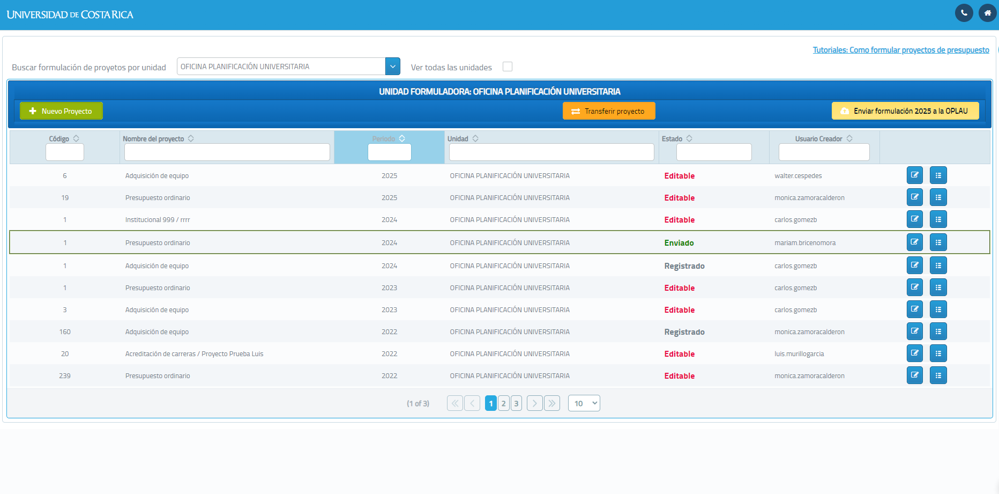 UNIVERSIDAD DE COSTA RICA
Tutoriales: Como formular proyectos de presupuesto
Buscar formulación de proyetos por unidad OFICINA PLANIFICACIÓN UNIVERSITARIA Ver todas las unidades
UNIDAD FORMULADORA: OFICINA PLANIFICACIÓN UNIVERSITARIA
Nuevo Proyecto Transferir proyecto Enviar formulación 2025 a la OPLAU
Código Nombre del proyecto Periodo Unidad Estado Usuario Creador
6 Adquisición de equipo 2025 OFICINA PLANIFICACIÓN UNIVERSITARIA Editable walter.cespedes
19 Presupuesto ordinario 2025 OFICINA PLANIFICACIÓN UNIVERSITARIA Editable monica.zamoracalderon
1 Institucional 999 / rrrr 2024 OFICINA PLANIFICACIÓN UNIVERSITARIA Editable carlos.gomezb
1 Presupuesto ordinario 2024 OFICINA PLANIFICACIÓN UNIVERSITARIA Enviado mariam.bricenomora
1 Adquisición de equipo 2024 OFICINA PLANIFICACIÓN UNIVERSITARIA Registrado carlos.gomezb
1 Presupuesto ordinario 2023 OFICINA PLANIFICACIÓN UNIVERSITARIA Editable carlos.gomezb
3 Adquisición de equipo 2023 OFICINA PLANIFICACIÓN UNIVERSITARIA Editable carlos.gomezb
160 Adquisición de equipo 2022 OFICINA PLANIFICACIÓN UNIVERSITARIA Registrado monica.zamoracalderon
20 Acreditación de carreras / Proyecto Prueba Luis 2022 OFICINA PLANIFICACIÓN UNIVERSITARIA Editable luis.murillogarcia
239 Presupuesto ordinario 2022 OFICINA PLANIFICACIÓN UNIVERSITARIA Editable monica.zamoracalderon
(1 of 3) 1 2 3 10